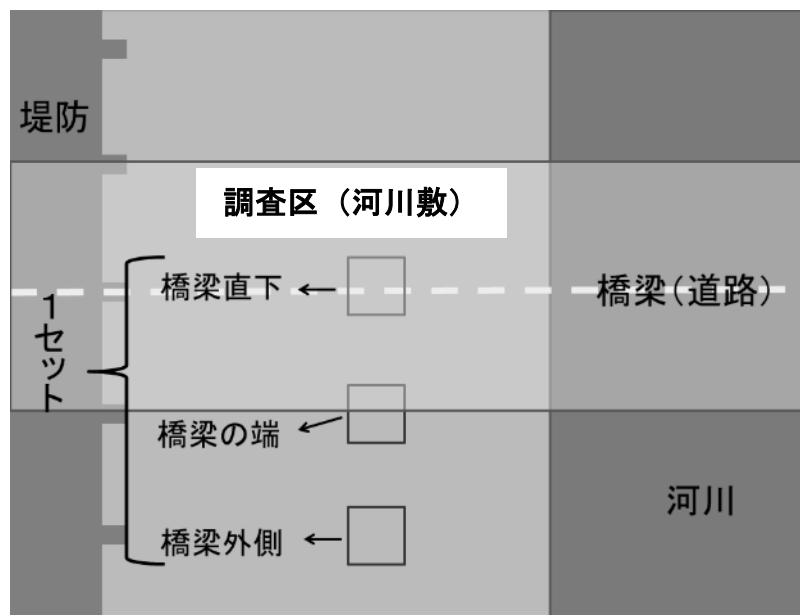 堤防
調査区（河川敷）
橋梁直下
橋梁（道路）
１セット
橋梁の端
河川
橋梁外側